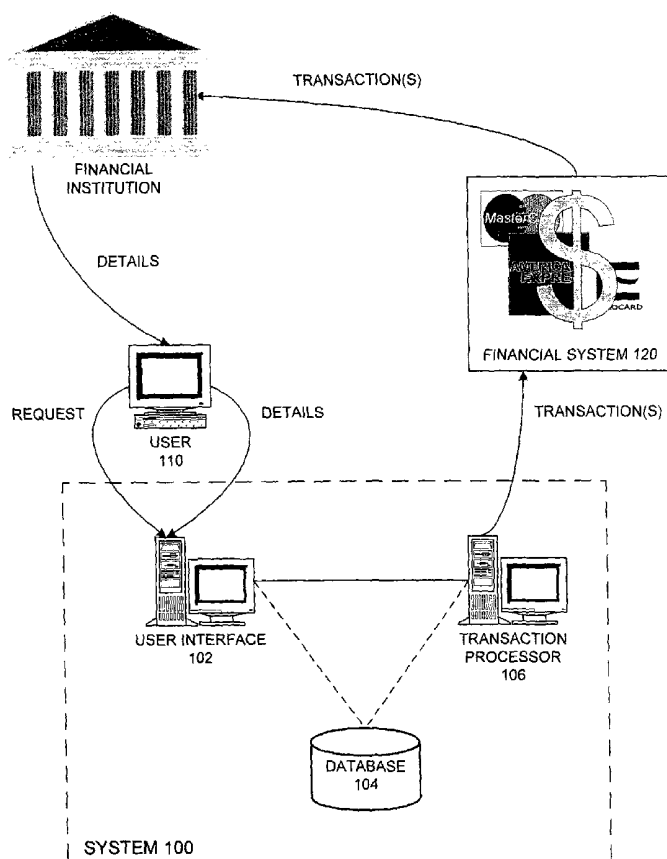 TRANSACTION(S)
FINANCIAL
INSTITUTION
DETAILS
FINANCIAL SYSTEM 120
REQUEST
DETAILS
TRANSACTION(S)
USER
110
USER INTERFACE
102
TRANSACTION
PROCESSOR
106
DATABASE
104
SYSTEM 100